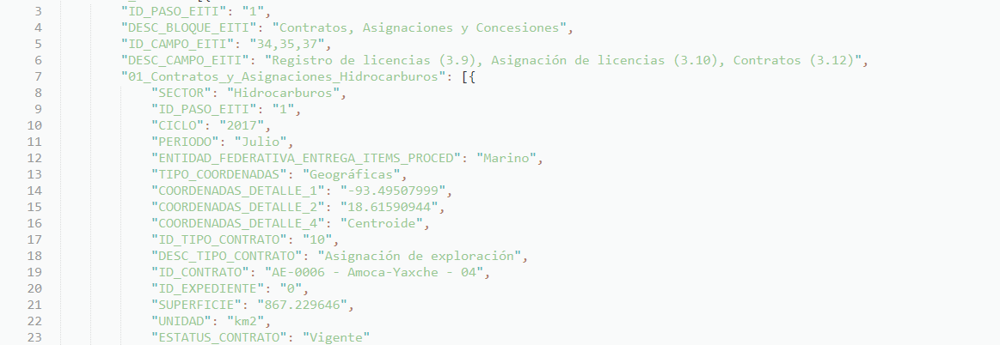 3 "ID_PASO_EITI": "1",
4 "DESC_BLOQUE_EITI": "Contratos, Asignaciones y Concesiones",
5 "ID_CAMPO_EITI": "34,35,37",
6 "DESC_CAMPO_EITI": "Registro de licencias (3.9), Asignación de licencias (3.10), Contratos (3.12)",
7 "01_Contratos_y_Asignaciones_Hidrocarburos": [{
8 "SECTOR": "Hidrocarburos",
9 "ID_PASO_EITI": "1",
10 "CICLO": "2017",
11 "PERIODO": "Julio",
12 "ENTIDAD_FEDERATIVA_ENTREGA_ITEMS_PROCED": "Marino",
13 "TIPO_COORDENADAS": "Geográficas",
14 "COORDENADAS_DETALLE_1": "-93.49507999",
15 "COORDENADAS_DETALLE_2": "18.61590944",
16 "COORDENADAS_DETALLE_4": "Centroide",
17 "ID_TIPO_CONTRATO": "10",
18 "DESC_TIPO_CONTRATO": "Asignación de exploración",
19 "ID_CONTRATO": "AE-0006 - Amoca-Yaxche - 04",
20 "ID_EXPEDIENTE": "0",
21 "SUPERFICIE": "867.229646",
22 "UNIDAD": "km2",
23 "ESTATUS_CONTRATO": "Vigente"